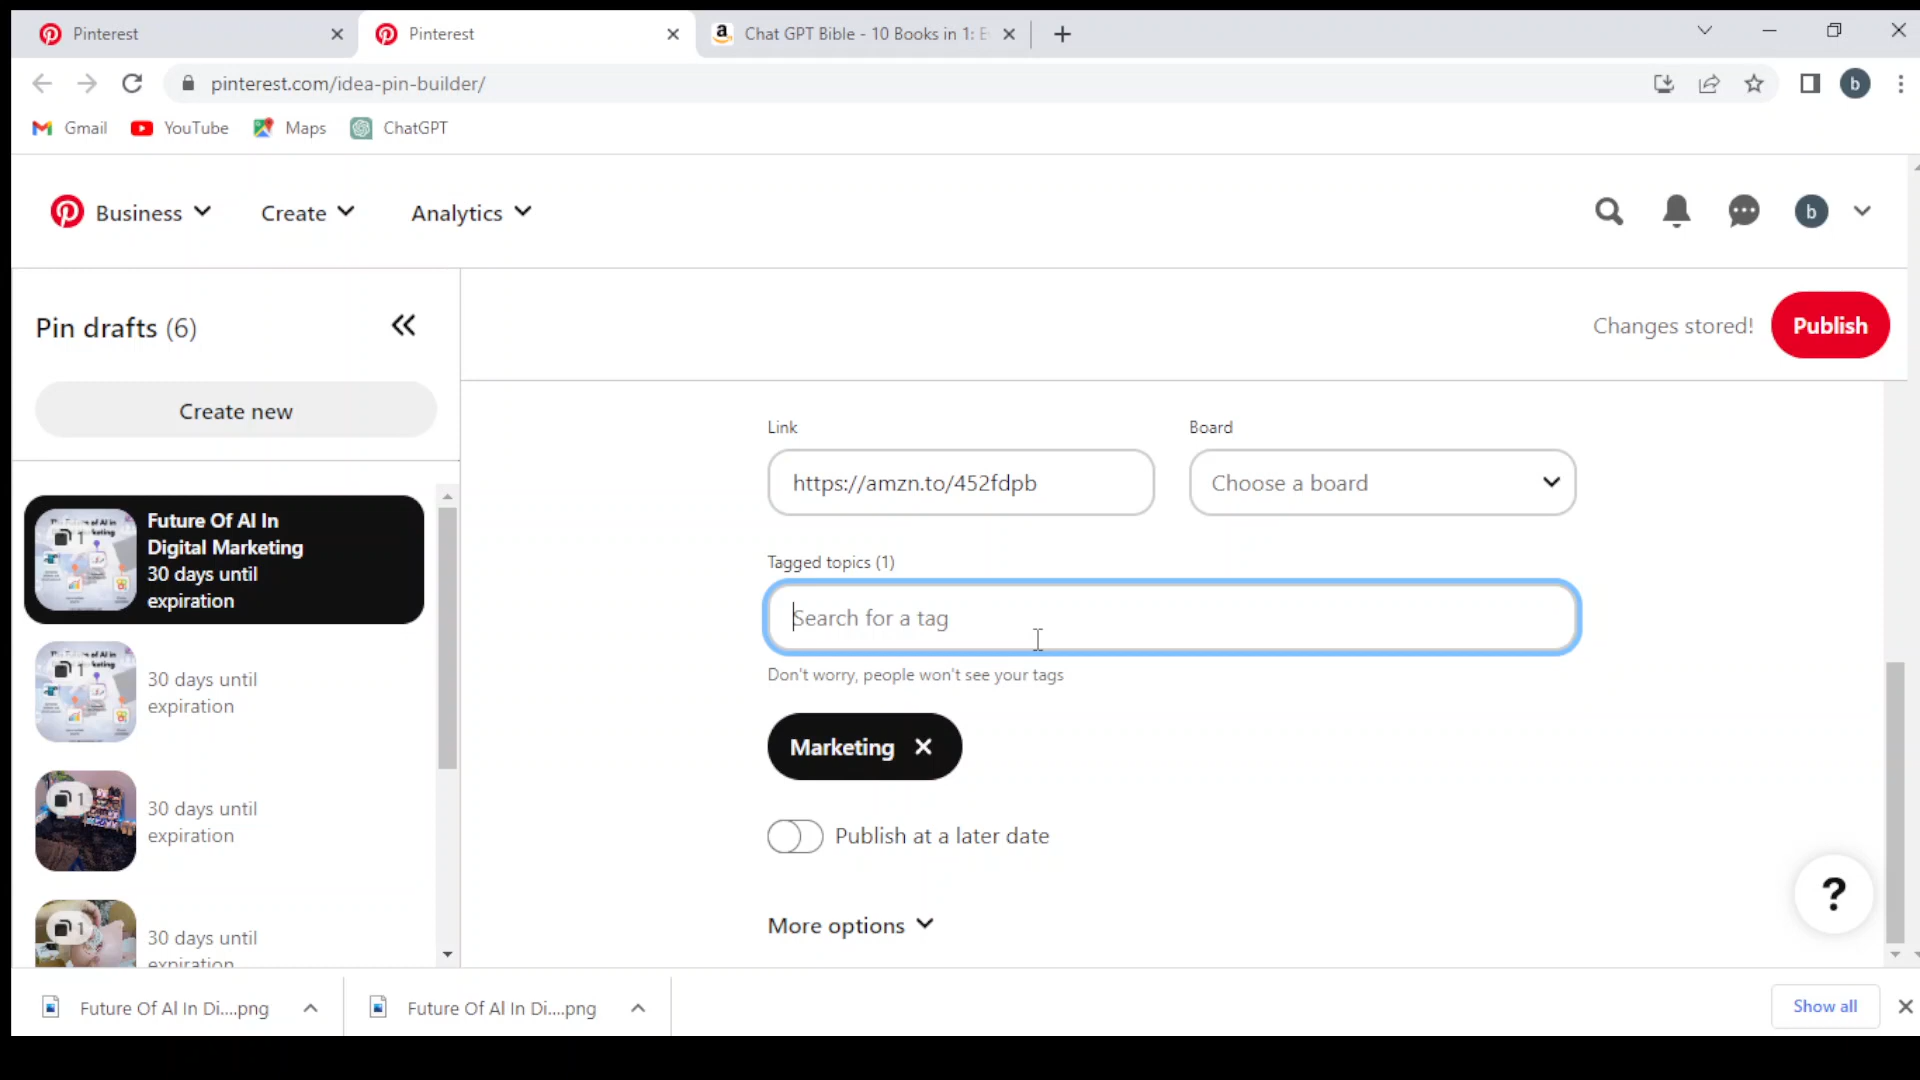 Pinterest
Pinterest
Chat GPT Bible - 10 Books in 1: E
pinterest.com/idea-pin-builder/
b
Gmail
YouTube
Maps
ChatGPT
Business
Create
Analytics
b
Pin drafts (6)
Changes stored!
Publish
Create new
Link
Board
https://amzn.to/452fdpb
Choose a board
Future Of AI In
Digital Marketing
30 days until
expiration
Tagged topics (1)
Search for a tag
Don't worry, people won't see your tags
1
30 days until
expiration
Marketing
1
30 days until
expiration
Publish at a later date
1
30 days until
expiration
More options
?
Future Of AI In Di....png
Future Of AI In Di....png
Show all